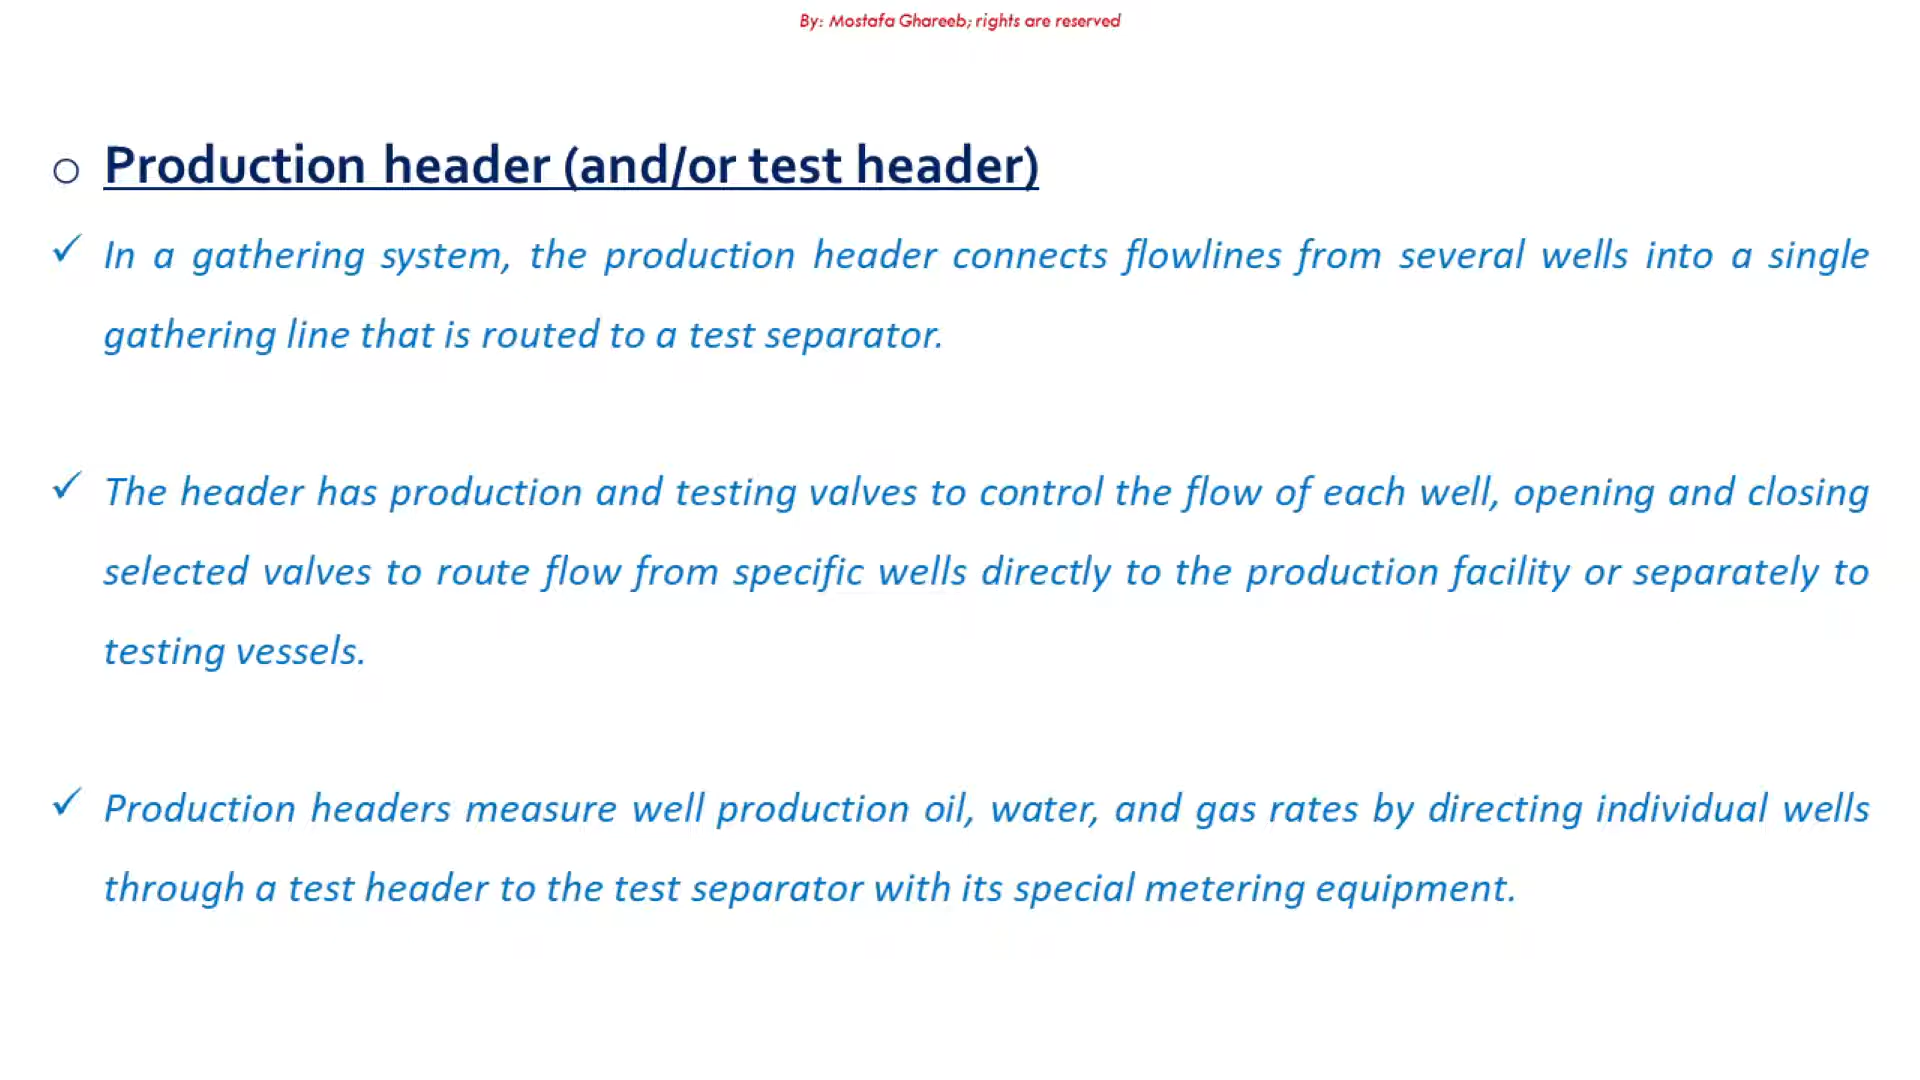 By: Mostafa Ghareeb; rights are reserved
Production header (and/or test header)
In a gathering system, the production header connects flowlines from several wells into a single
gathering line that is routed to a test separator.
The header has production and testing valves to control the flow of each well, opening and closing
selected valves to route flow from specific wells directly to the production facility or separately to
testing vessels.
Production headers measure well production oil, water, and gas rates by directing individual wells
through a test header to the test separator with its special metering equipment.